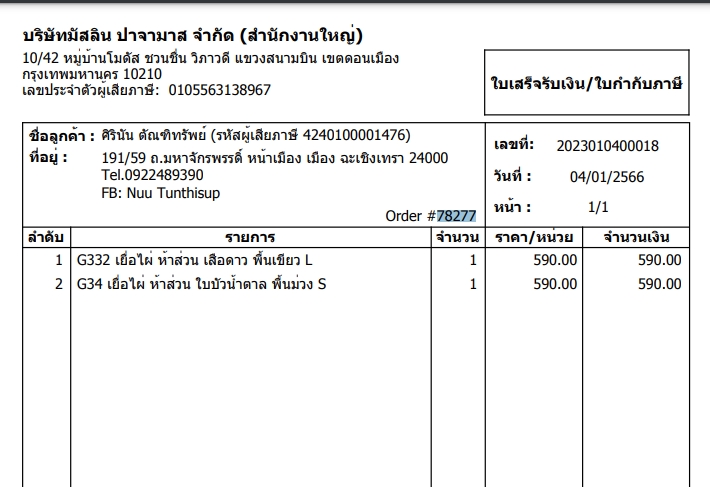 บริษัทมัสลิน ปาจามาส จำกัด (สำนักงานใหญ่)
10/42 หมู่บ้านโมดัส ชวนชื่น วิภาวดี แขวงสนามบิน เขตดอนเมือง
กรุงเทพมหานคร 10210
เลขประจำตัวผู้เสียภาษี: 0105563138967
ใบเสร็จรับเงิน/ใบกำกับภาษี
ชื่อลูกค้า : ศิรินัน ตัณฑิทรัพย์ (รหัสผู้เสียภาษี 4240100001476)
ที่อยู่ : 191/59 ถ.มหาจักรพรรดิ์ หน้าเมือง เมือง ฉะเชิงเทรา 24000
Tel.0922489390
FB: Nuu Tunthisup
Order #78277
เลขที่: 2023010400018
วันที่ : 04/01/2566
หน้า : 1/1
ลำดับ รายการ จำนวน ราคา/หน่วย จำนวนเงิน
1 G332 เยื่อไผ่ ห้าส่วน เสือดาว พื้นเขียว L 1 590.00 590.00
2 G34 เยื่อไผ่ ห้าส่วน ใบบัวน้ำตาล พื้นม่วง S 1 590.00 590.00